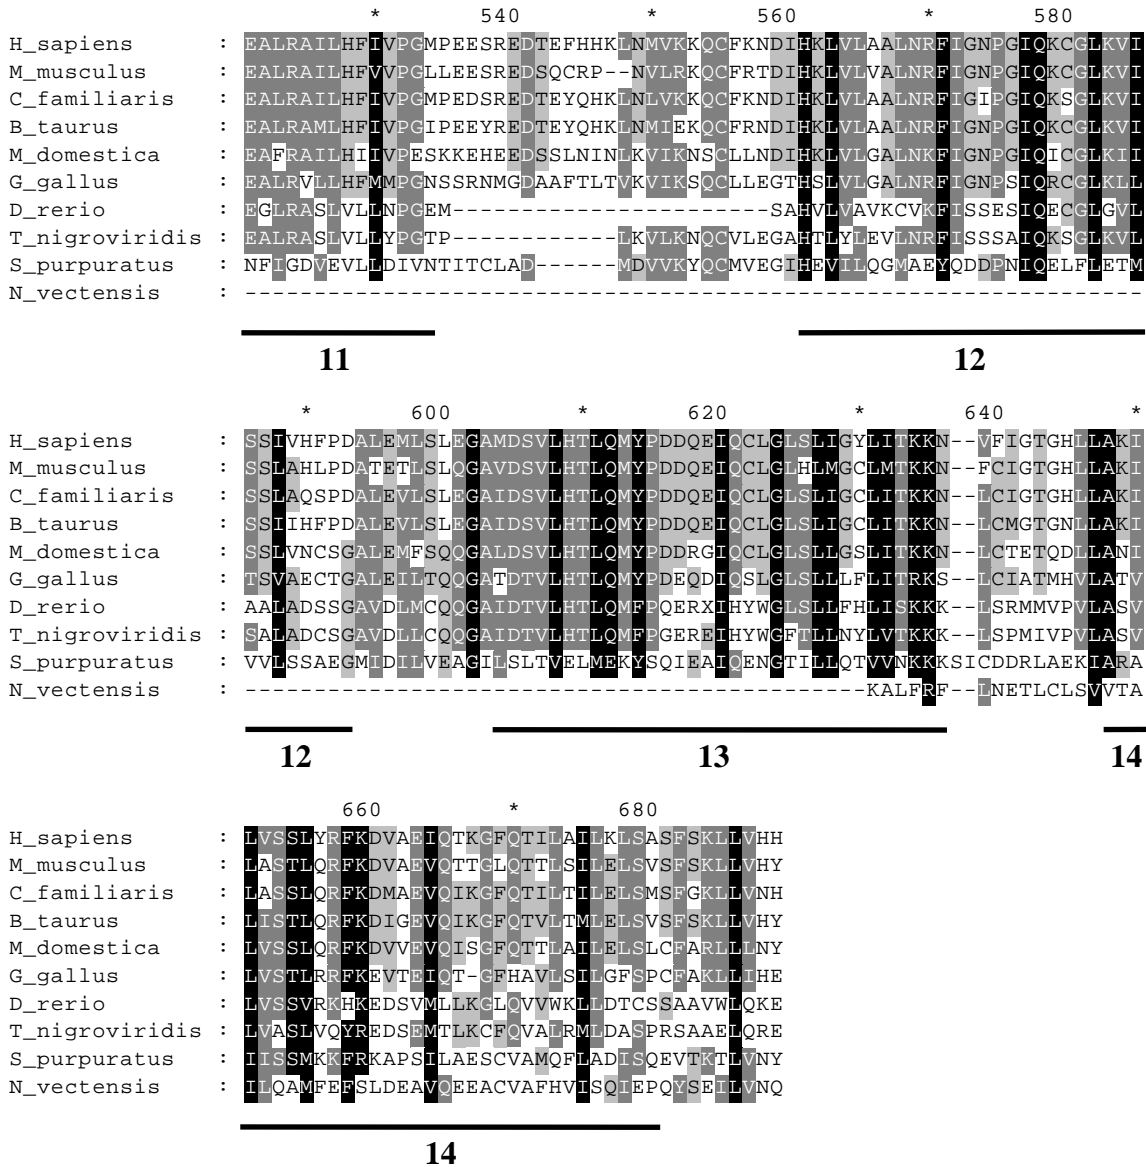 * 540 * 560 * 580
H_sapiens : EALRAILHFIVPGMPEESREDTEFHHKLNMVKKQCFKNDIHKLVLAALNRFIGNPGIQKCGLKVI
M_musculus : EALRAILHFVVPGLLEESREDSQCRP--NVLRKQCFRTDIHKLVLVALNRFIGNPGIQKCGLKVI
C_familiaris : EALRAILHFIVPGMPEDSREDTEYQHKLNLVKKQCFKNDIHKLVLAALNRFIGIPGIQKSGLKVI
B_taurus : EALRAMLHFIVPGIPEEYREDTEYQHKLNMIEKQCFRNDIHKLVLAALNRFIGNPGIQKCGLKVI
M_domestica : EAFRAILHIIVPESKKEHEEDSSLNINLKVIKNSCLLNDIHKLVLGALNKFIGNPGIQICGLKII
G_gallus : EALRVLLHFMMPGNSSRNMGDAAFTLTVKVIKSQCLLEGTHSLVLGALNRFIGNPSIQRCGLKLL
D_rerio : EGLRASLVLLNPGEM-----------------------SAHVLVAVKCVKFISSESIQECGLGVL
T_nigroviridis : EALRASLVLLYPGTP------------LKVLKNQCVLEGAHTLYLEVLNRFISSSAIQKSGLKVL
S_purpuratus : NFIGDVEVLLDIVNTITCLAD------MDVVKYQCMVEGIHEVILQGMAEYQDDPNIQELFLETM
N_vectensis : -----------------------------------------------------------------
11 12
* 600 * 620 * 640 *
H_sapiens : SSIVHFPDALEMLSLEGAMDSVLHTLQMYPDDQEIQCLGLSLIGYLITKKN--VFIGTGHLLAKI
M_musculus : SSLAHLPDATETLSLQGAVDSVLHTLQMYPDDQEIQCLGLHLMGCLMTKKN--FCIGTGHLLAKI
C_familiaris : SSLAQSPDALEVLSLEGAIDSVLHTLQMYPDDQEIQCLGLSLIGCLITKKN--LCIGTGHLLAKI
B_taurus : SSIIHFPDALEVLSLEGAIDSVLHTLQMYPDDQEIQCLGLSLIGCLITKKN--LCMGTGNLLAKI
M_domestica : SSLVNCSGALEMFSQQGALDSVLHTLQMYPDDRGIQCLGLSLLGSLITKKN--LCTETQDLLANI
G_gallus : TSVAECTGALEILTQQGATDTVLHTLQMYPDEQDIQSLGLSLLLFLITRKS--LCIATMHVLATV
D_rerio : AALADSSGAVDLMCQQGAIDTVLHTLQMFPQERXIHYWGLSLLFHLISKKK--LSRMMVPVLASV
T_nigroviridis : SALADCSGAVDLLCQQGAIDTVLHTLQMFPGEREIHYWGFTLLNYLVTKKK--LSPMIVPVLASV
S_purpuratus : VVLSSAEGMIDILVEAGILSLTVELMEKYSQIEAIQENGTILLQTVVNKKKSICDDRLAEKIARA
N_vectensis : --------------------------------------------KALFRF--LNETLCLSVVTA
12 13 14
660 * 680
H_sapiens : LVSSLYRFKDVAEIQTKGFQTILAILKLSASFSKLLVHH
M_musculus : LASTLQRFKDVAEVQTTGLQTTLSILELSVSFSKLLVHY
C_familiaris : LASSLQRFKDMAEVQIKGFQTILTILELSMSFGKLLVNH
B_taurus : LISTLQRFKDIGEVQIKGFQTVLTMLELSVSFSKLLVHY
M_domestica : LVSSLQRFKDVVEVQISGFQTTLAILELSLCFARLLLNY
G_gallus : LVSTLRRFKEVTEIQT-GFHAVLSILGFSPCFAKLLIHE
D_rerio : LVSSVRKHKEDSVMLLKGLQVVWKLLDTCSSAAVWLQKE
T_nigroviridis : LVASLVQYREDSEMTLKCFQVALRMLDASPRSAAELQRE
S_purpuratus : IISSMKKFRKAPSILAESCVAMQFLADISQEVTKTLVNY
N_vectensis : ILQAMFEFSLDEAVQEEACVAFHVISQIEPQYSEILVNQ
14